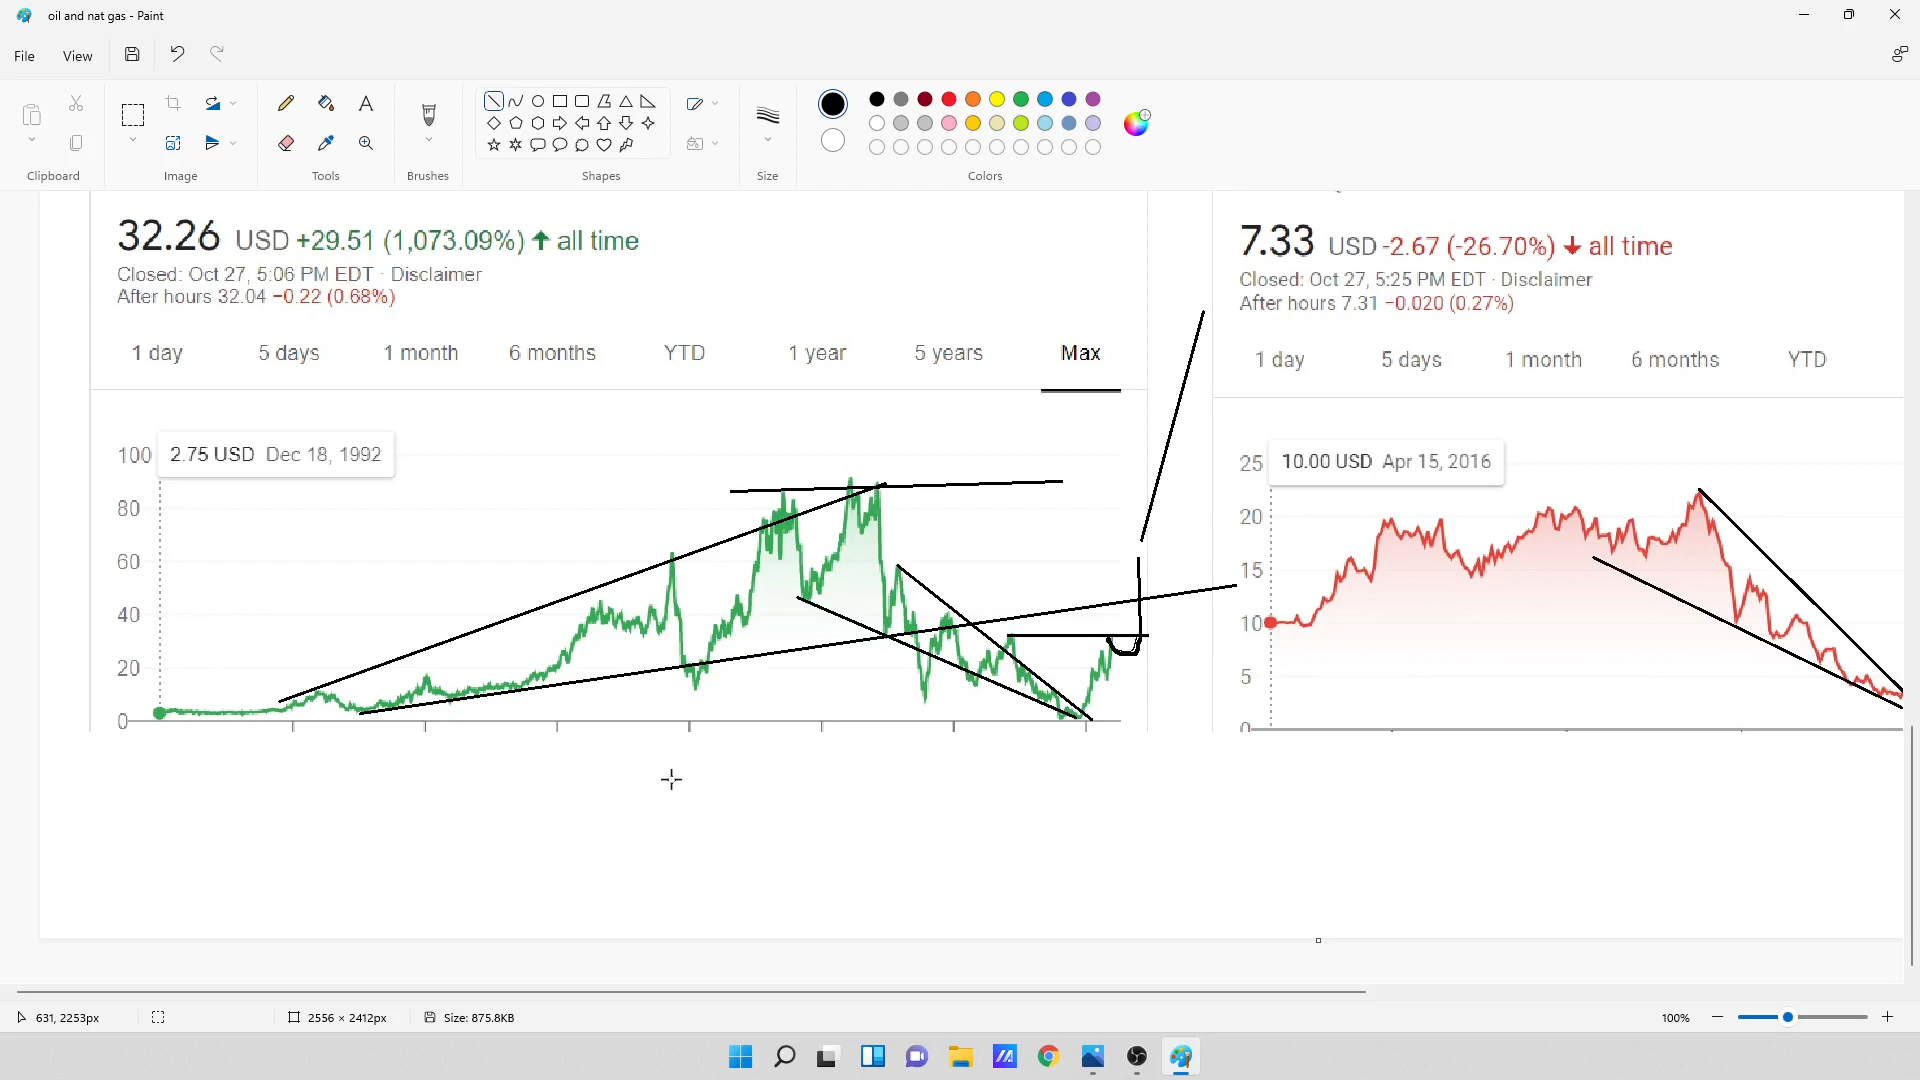 oil and nat gas - Paint
File
View
Clipboard
Image
Tools
Brushes
Shapes
Size
Colors
32.26 USD +29.51 (1,073.09%) ↑ all time
Closed: Oct 27, 5:06 PM EDT · Disclaimer
After hours 32.04 −0.22 (0.68%)
1 day
5 days
1 month
6 months
YTD
1 year
5 years
Max
2.75 USD Dec 18, 1992
100
80
60
40
20
0
7.33 USD -2.67 (-26.70%) ↓ all time
Closed: Oct 27, 5:25 PM EDT · Disclaimer
After hours 7.31 −0.020 (0.27%)
1 day
5 days
1 month
6 months
YTD
10.00 USD Apr 15, 2016
25
20
15
10
5
0
631, 2253px
2556 × 2412px
Size: 875.8KB
100%